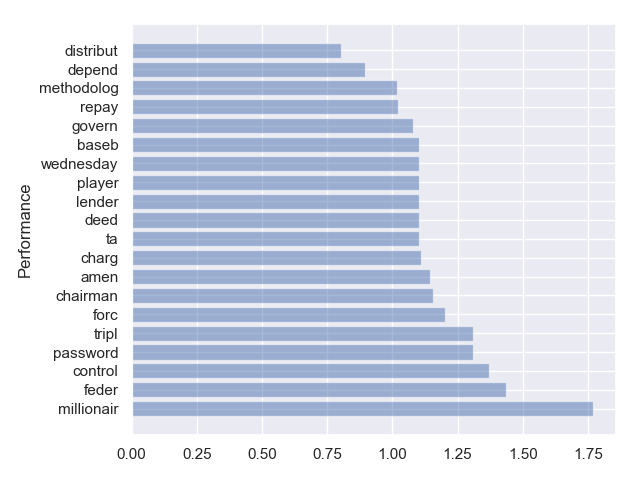 distribut
depend
methodolog
repay
govern
baseb
wednesday
player
lender
deed
ta
charg
amen
chairman
forc
tripl
password
control
feder
millionair
Performance
0.00 0.25 0.50 0.75 1.00 1.25 1.50 1.75